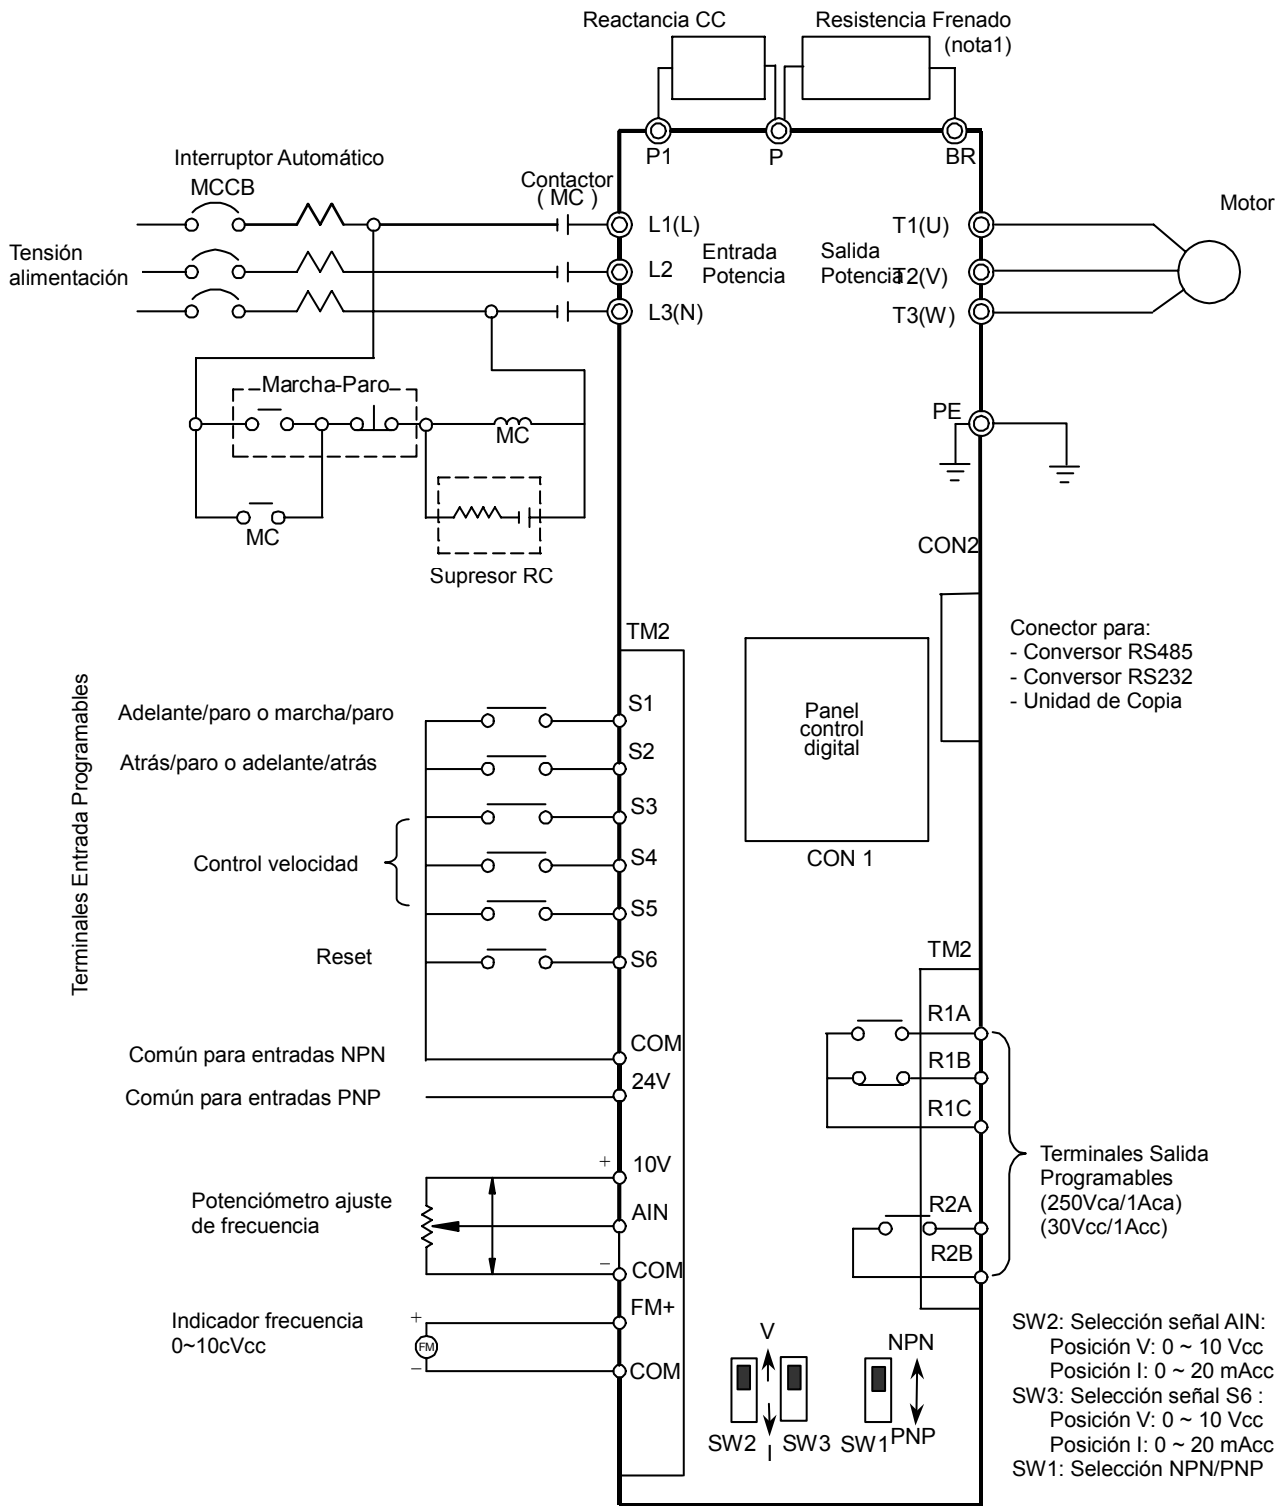 Reactancia CC
Resistencia Frenado
(nota1)
P1
P
BR
Interruptor Automático
MCCB
Contactor
( MC )
Motor
L1(L)
T1(U)
Tensión
alimentación
Entrada
Potencia
Salida
Potencia
L2
T2(V)
L3(N)
T3(W)
Marcha-Paro
PE
MC
MC
CON2
Supresor RC
TM2
Conector para:
- Conversor RS485
- Conversor RS232
- Unidad de Copia
Terminales Entrada Programables
Adelante/paro o marcha/paro
S1
Panel
control
digital
Atrás/paro o adelante/atrás
S2
S3
Control velocidad
S4
CON 1
S5
Reset
S6
TM2
R1A
Común para entradas NPN
COM
R1B
24V
Común para entradas PNP
R1C
Terminales Salida
Programables
(250Vca/1Aca)
(30Vcc/1Acc)
+
10V
Potenciómetro ajuste
de frecuencia
AIN
R2A
R2B
−
COM
FM+
Indicador frecuencia
0~10cVcc
+
FM
−
COM
V
NPN
SW2
I
SW3
SW1
PNP
SW2: Selección señal AIN:
Posición V: 0 ~ 10 Vcc
Posición I: 0 ~ 20 mAcc
SW3: Selección señal S6 :
Posición V: 0 ~ 10 Vcc
Posición I: 0 ~ 20 mAcc
SW1: Selección NPN/PNP